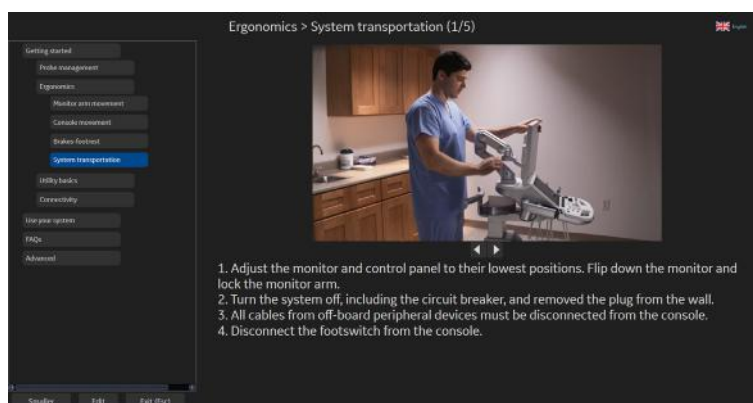 Ergonomics > System transportation (1/5)
English
Getting started
Probe management
Ergonomics
Monitor arm movement
Console movement
Brakes-footrest
System transportation
Utility basics
Connectivity
Use your system
FAQs
Advanced
1. Adjust the monitor and control panel to their lowest positions. Flip down the monitor and
lock the monitor arm.
2. Turn the system off, including the circuit breaker, and removed the plug from the wall.
3. All cables from off-board peripheral devices must be disconnected from the console.
4. Disconnect the footswitch from the console.
Smaller
Edit
Exit (Esc)